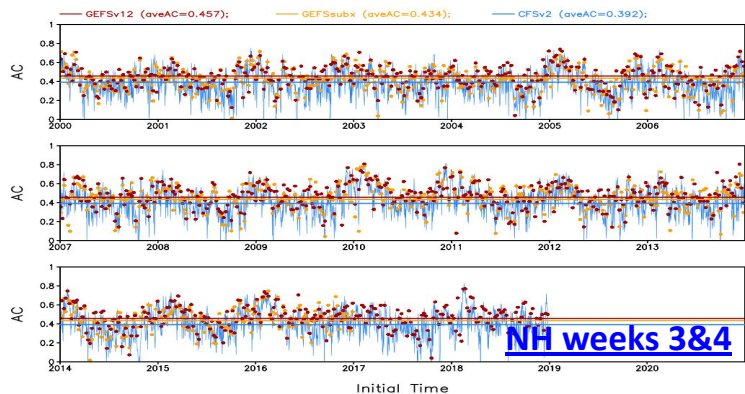 GEFSv12 (aveAC=0.457); GEFSsubx (aveAC=0.434); CFSv2 (aveAC=0.392);
AC
1
0.8
0.6
0.4
0.2
0
2000 2001 2002 2003 2004 2005 2006
AC
1
0.8
0.6
0.4
0.2
0
2007 2008 2009 2010 2011 2012 2013
AC
1
0.8
0.6
0.4
0.2
0
2014 2015 2016 2017 2018 2019 2020
NH weeks 3&4
Initial Time